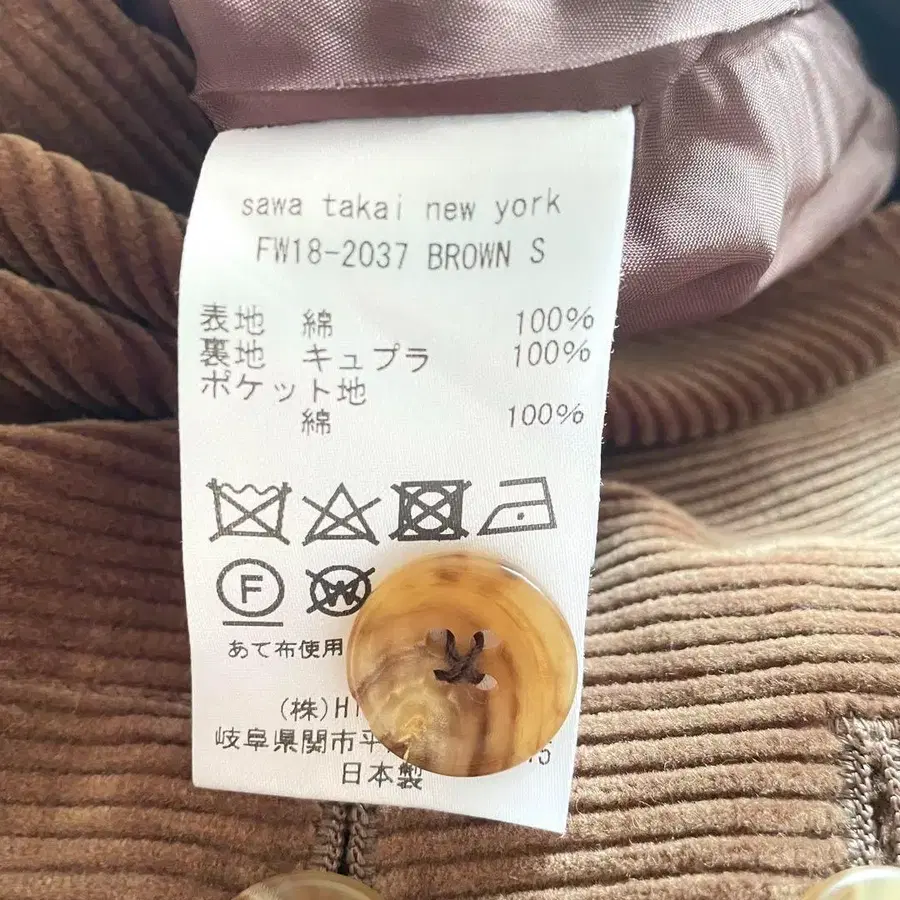 sawa takai new york
FW18-2037 BROWN S
表地 綿 100%
裏地 キュプラ 100%
ポケット地
綿 100%
F
W
あて布使用
(株)
岐阜県関市平
日本製